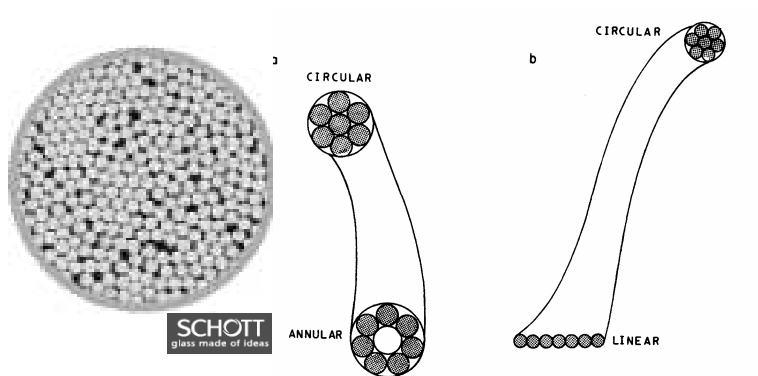 SCHOTT
glass made of ideas
a
CIRCULAR
ANNULAR
b
CIRCULAR
LINEAR